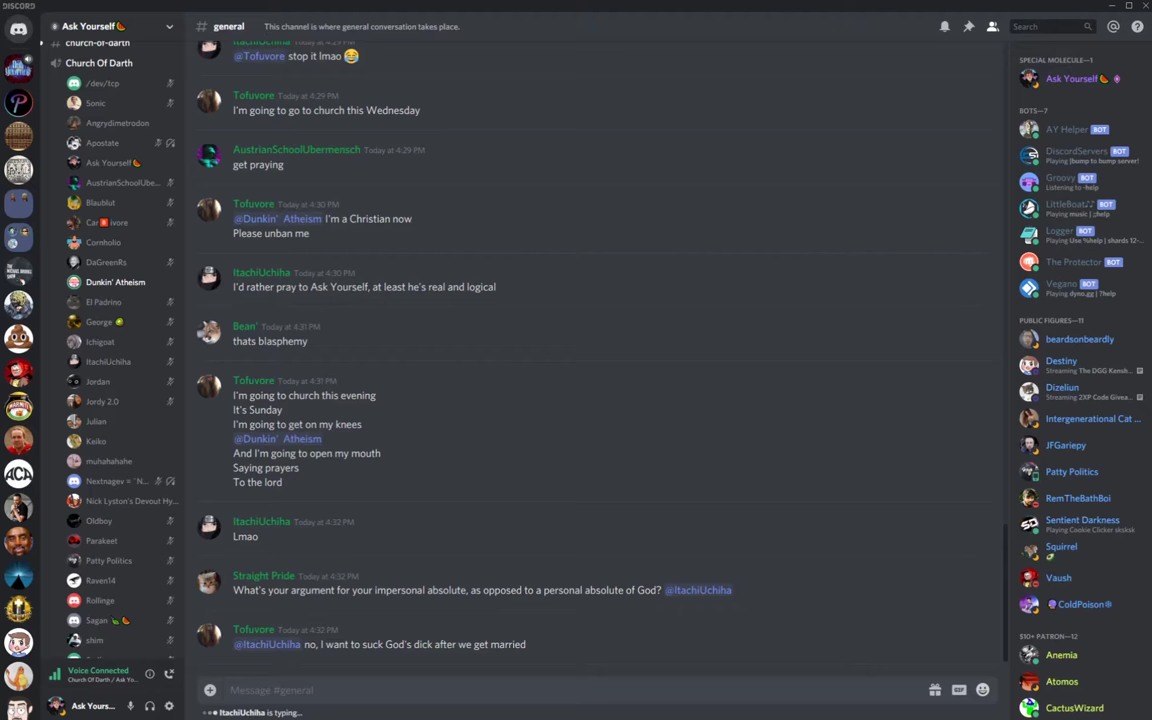 DISCORD
Ask Yourself🍉
church-of-darth
Church Of Darth
/dev/tcp
Sonic
Angrydimetrodon
Apostate
Ask Yourself🍉
AustrianSchoolUbe...
Blaublut
Car🅱️ivore
Cornholio
DaGreenRs
Dunkin' Atheism
El Padrino
George 🥝
Ichigoat
ItachiUchiha
Jordan
Jordy 2.0
Julian
Keiko
muhahahahe
Nextnagev = `N...
Nick Lyston's Devout Hy...
Oldboy
Parakeet
Patty Politics
Raven14
Rollinge
Sagan
shim
Voice Connected
Church Of Darth / Ask Yo...
Ask Yours...
# general
This channel is where general conversation takes place.
ItachiUchiha Today at 4:29 PM
@Tofuvore stop it lmao 😂
Tofuvore Today at 4:29 PM
I'm going to go to church this Wednesday
AustrianSchoolUbermensch Today at 4:29 PM
get praying
Tofuvore Today at 4:30 PM
@Dunkin' Atheism I'm a Christian now
Please unban me
ItachiUchiha Today at 4:30 PM
I'd rather pray to Ask Yourself, at least he's real and logical
Bean' Today at 4:31 PM
thats blasphemy
Tofuvore Today at 4:31 PM
I'm going to church this evening
It's Sunday
I'm going to get on my knees
@Dunkin' Atheism
And I'm going to open my mouth
Saying prayers
To the lord
ItachiUchiha Today at 4:32 PM
Lmao
Straight Pride Today at 4:32 PM
What's your argument for your impersonal absolute, as opposed to a personal absolute of God? @ItachiUchiha
Tofuvore Today at 4:32 PM
@ItachiUchiha no, I want to suck God's dick after we get married
Message #general
GIF
ItachiUchiha is typing...
Search
SPECIAL MOLECULE—1
Ask Yourself🍉
BOTS—7
AY Helper BOT
DiscordServers BOT
Playing |bump to bump server!
Groovy BOT
Listening to -help
LittleBoat🎶 BOT
Playing music | ;;help
Logger BOT
Playing Use %help | shards 12-...
The Protector BOT
Vegano BOT
Playing dyno.gg | ?help
PUBLIC FIGURES—11
beardsonbeardly
Destiny
Streaming The DGG Kensh...
Dizeliun
Streaming 2XP Code Givea...
Intergenerational Cat ...
JFGariepy
Patty Politics
RemTheBathBoi
Sentient Darkness
Playing Cookie Clicker sksksk
Squirrel
Vaush
🔮ColdPoison❄
$10+ PATRON—12
Anemia
Atomos
CactusWizard
ACA